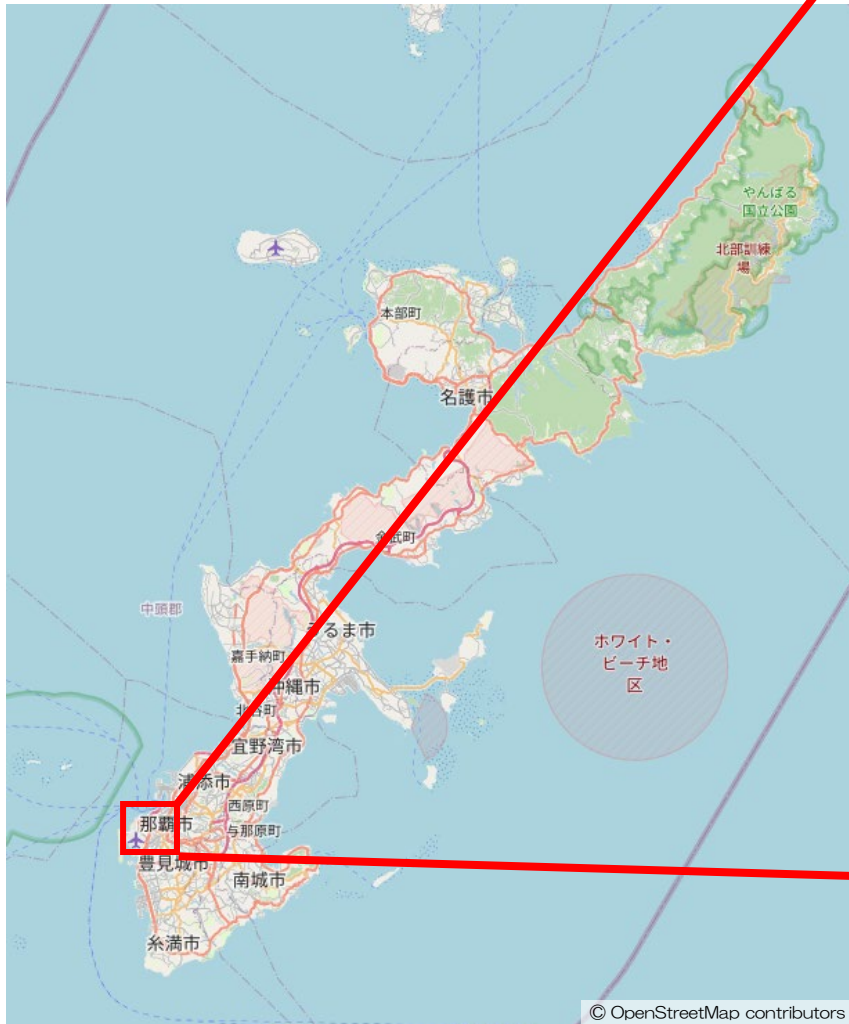 やんばる
国立公園
北部訓練
場
本部町
名護市
金武町
中頭郡
うるま市
ホワイト・
ビーチ地
区
嘉手納町
沖縄市
北谷町
宜野湾市
浦添市
西原町
那覇市
与那原町
豊見城市
南城市
糸満市
© OpenStreetMap contributors